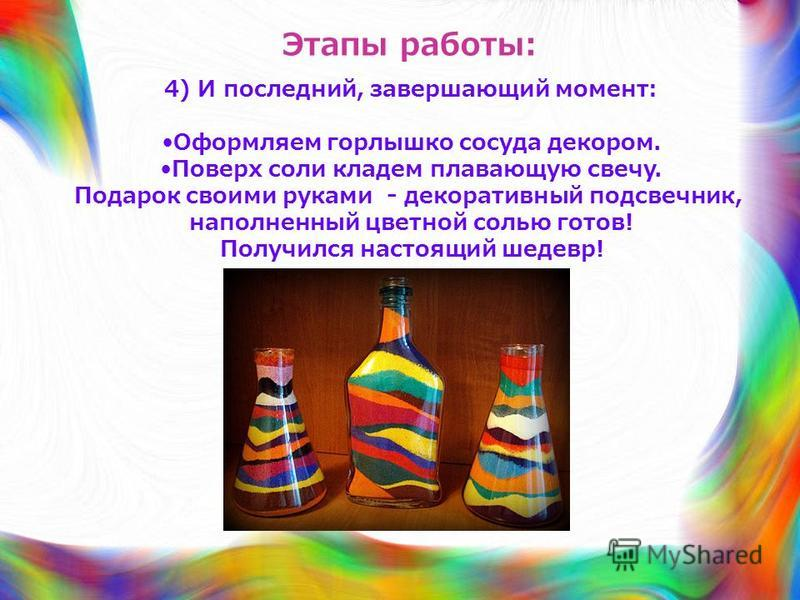 Этапы работы:
4) И последний, завершающий момент:
•Оформляем горлышко сосуда декором.
•Поверх соли кладем плавающую свечу.
Подарок своими руками - декоративный подсвечник,
наполненный цветной солью готов!
Получился настоящий шедевр!
MyShared